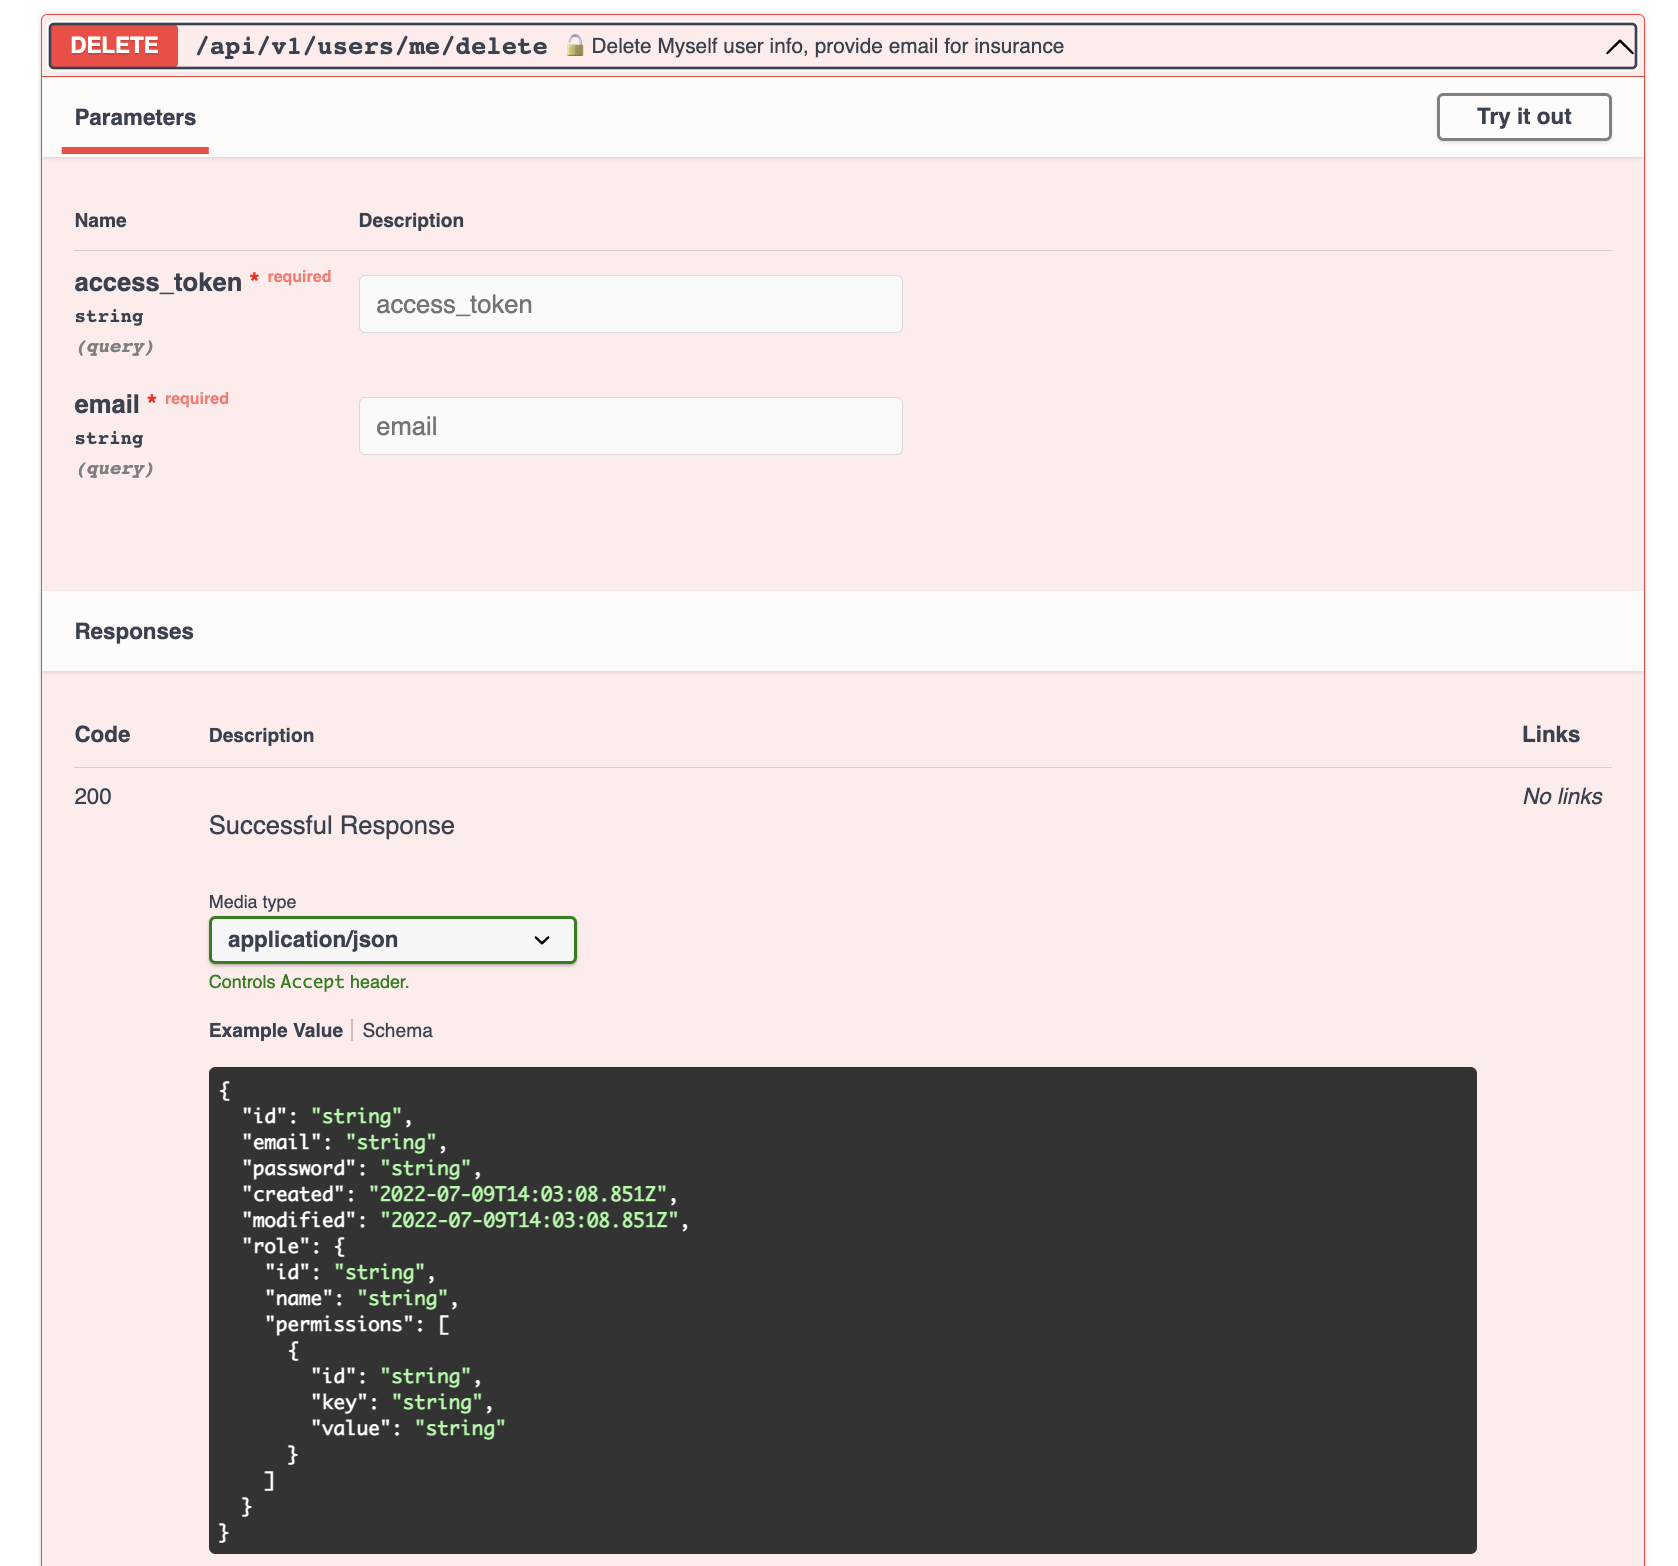 DELETE /api/v1/users/me/delete Delete Myself user info, provide email for insurance
Parameters
Try it out
Name Description
access_token * required
string
(query)
access_token
email * required
string
(query)
email
Responses
Code Description Links
200
Successful Response
No links
Media type
application/json
Controls Accept header.
Example Value Schema
{
  "id": "string",
  "email": "string",
  "password": "string",
  "created": "2022-07-09T14:03:08.851Z",
  "modified": "2022-07-09T14:03:08.851Z",
  "role": {
    "id": "string",
    "name": "string",
    "permissions": [
      {
        "id": "string",
        "key": "string",
        "value": "string"
      }
    ]
  }
}